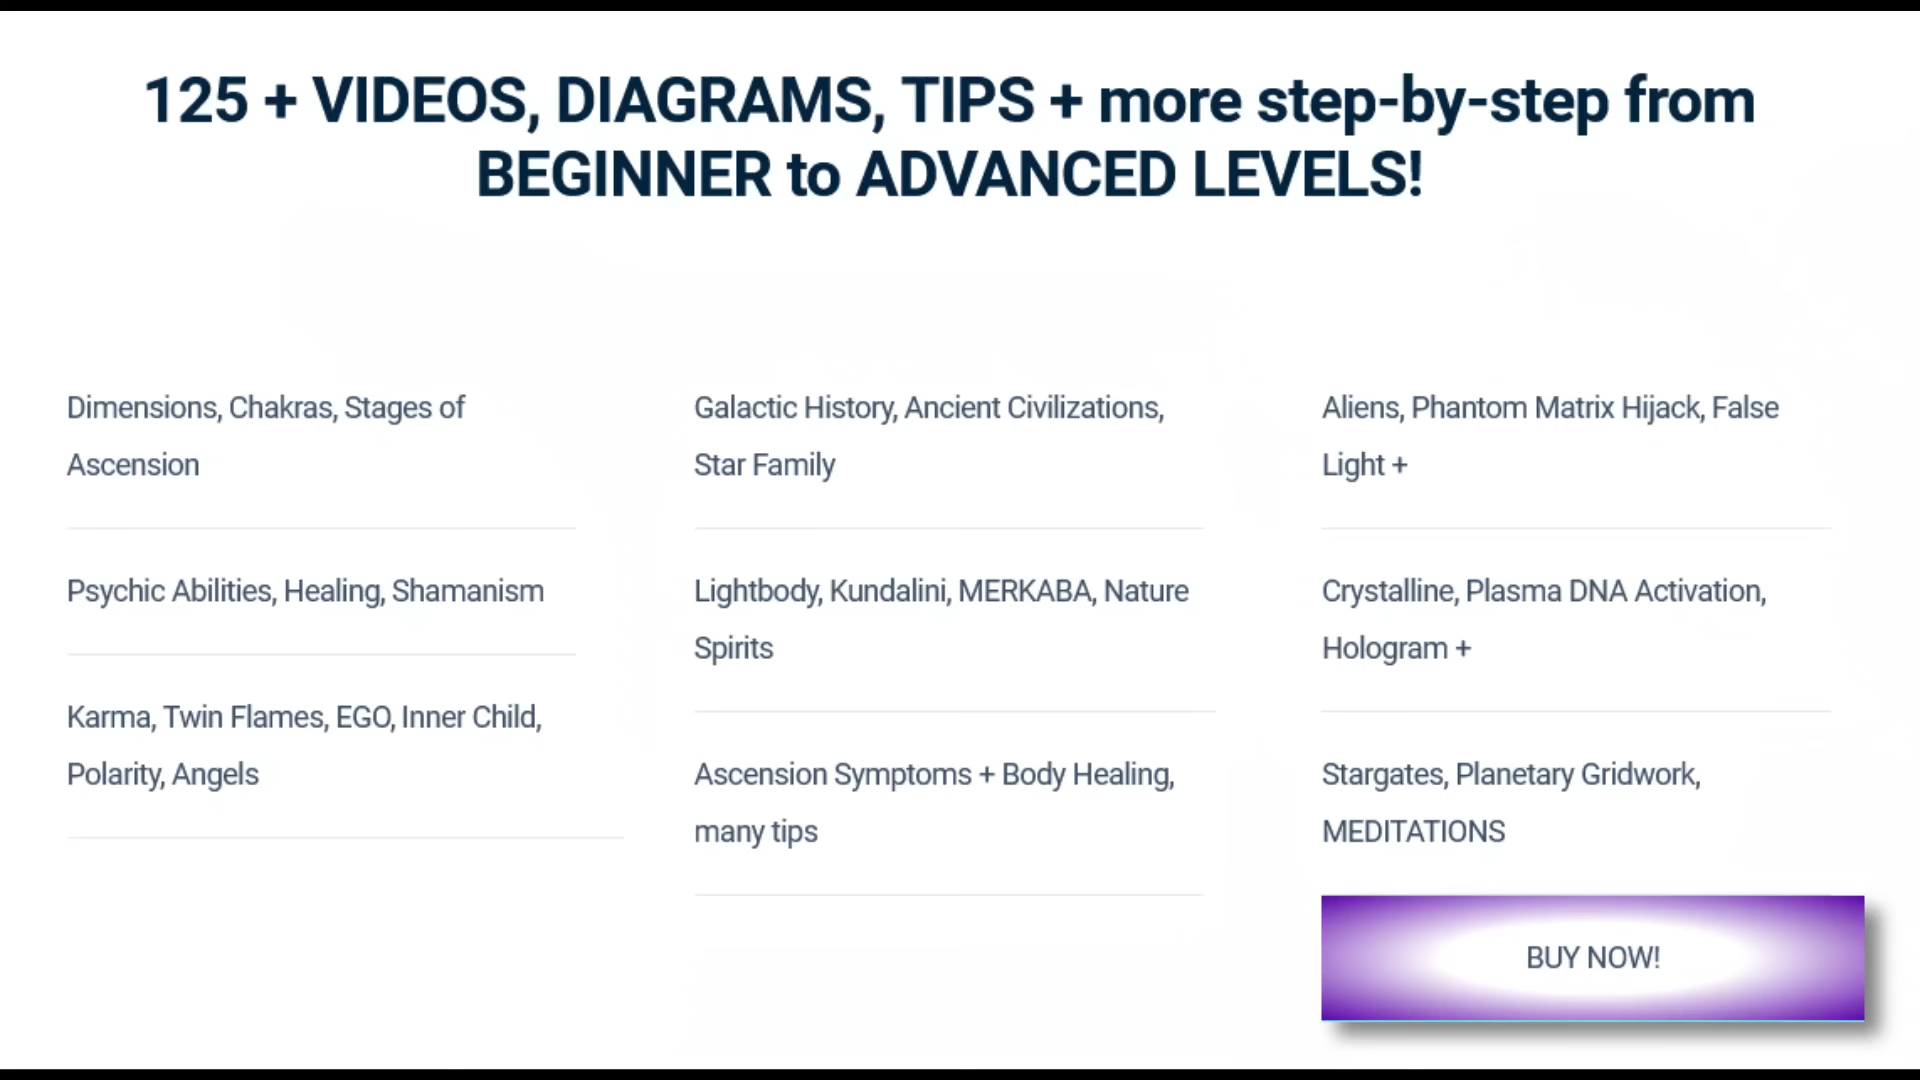 125 + VIDEOS, DIAGRAMS, TIPS + more step-by-step from
BEGINNER to ADVANCED LEVELS!
Dimensions, Chakras, Stages of
Ascension
Psychic Abilities, Healing, Shamanism
Karma, Twin Flames, EGO, Inner Child,
Polarity, Angels
Galactic History, Ancient Civilizations,
Star Family
Lightbody, Kundalini, MERKABA, Nature
Spirits
Ascension Symptoms + Body Healing,
many tips
Aliens, Phantom Matrix Hijack, False
Light +
Crystalline, Plasma DNA Activation,
Hologram +
Stargates, Planetary Gridwork,
MEDITATIONS
BUY NOW!